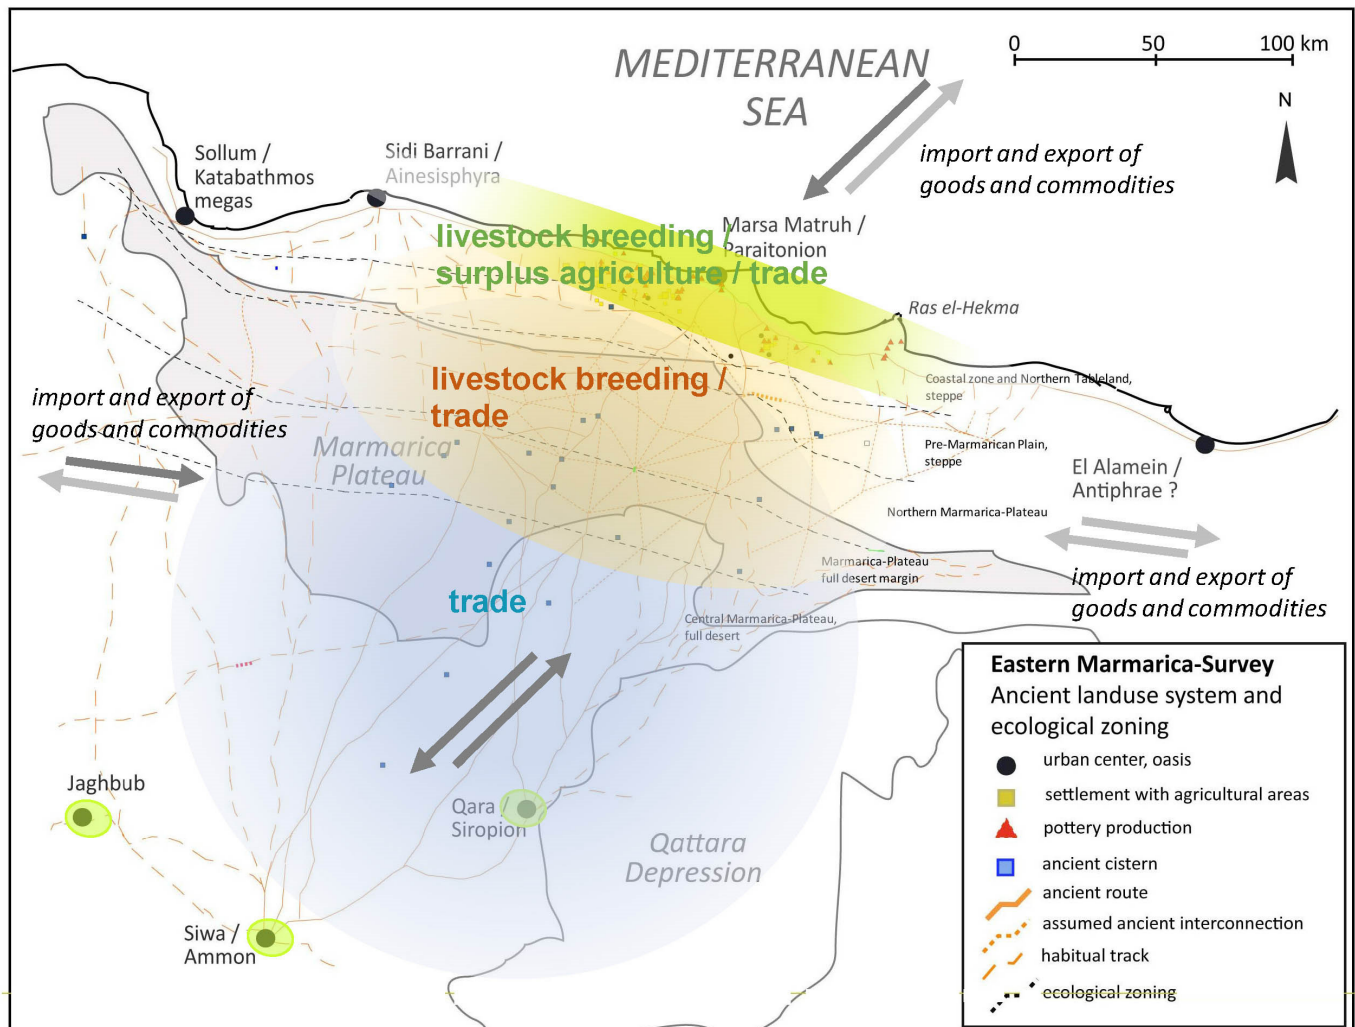 MEDITERRANEAN
SEA
0 50 100 km
N
import and export of
goods and commodities
Sollum /
Katabathmos
megas
Sidi Barrani /
Ainesisphyra
Marsa Matruh /
Paraitonion
livestock breeding /
surplus agriculture / trade
Ras el-Hekma
livestock breeding /
trade
Coastal zone and Northern Tableland,
steppe
import and export of
goods and commodities
Marmarica
Plateau
Pre-Marmarican Plain,
steppe
El Alamein /
Antiphrae ?
Northern Marmarica-Plateau
Marmarica-Plateau
full desert margin
import and export of
goods and commodities
trade
Central Marmarica-Plateau,
full desert
Jaghbub
Qara /
Siropion
Qattara
Depression
Siwa /
Ammon
Eastern Marmarica-Survey
Ancient landuse system and
ecological zoning
urban center, oasis
settlement with agricultural areas
pottery production
ancient cistern
ancient route
assumed ancient interconnection
habitual track
ecological zoning